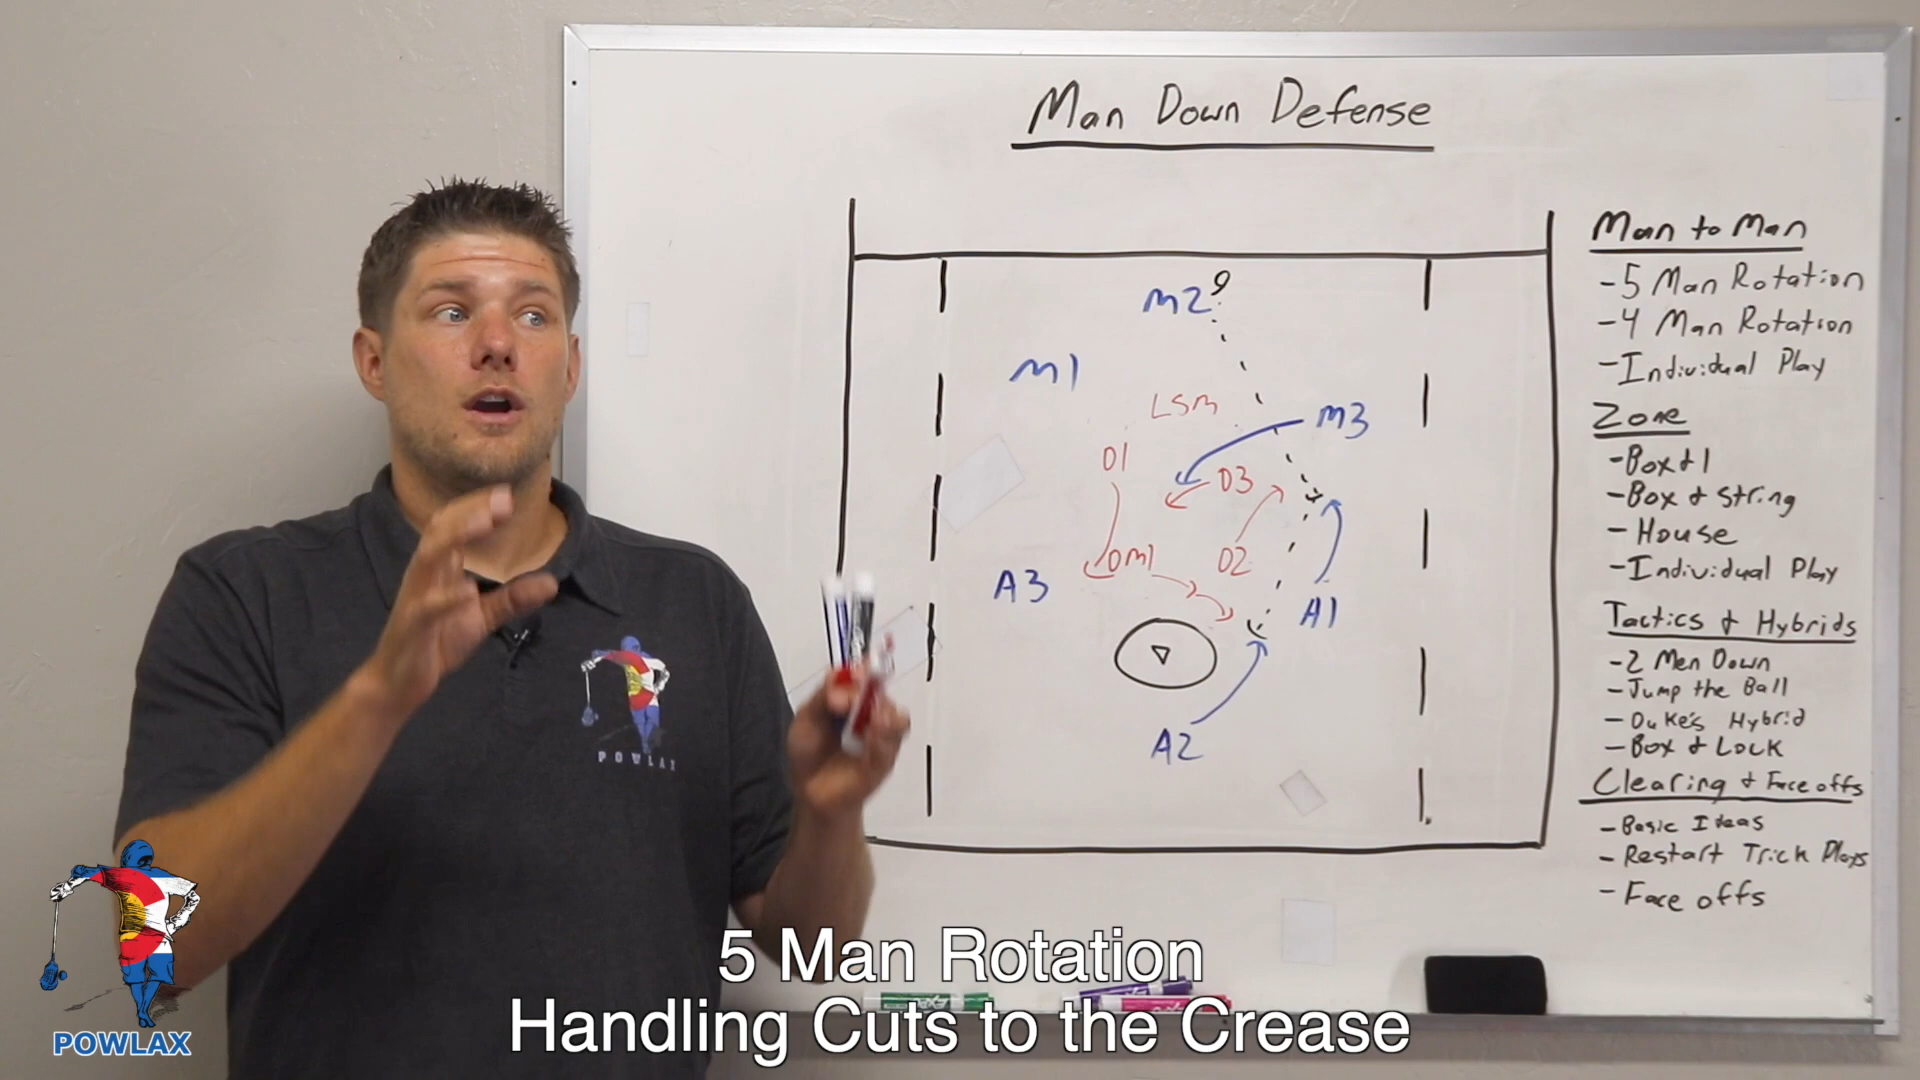 Man Down Defense
M2
M1
LSM
M3
D1
D3
DM1
D2
A3
A1
A2
Man to Man
- 5 Man Rotation
- 4 Man Rotation
- Individual Play
Zone
- Box & 1
- Box & String
- House
- Individual Play
Tactics & Hybrids
- 2 Men Down
- Jump the Ball
- Duke's Hybrid
- Box & Lock
Clearing & Face offs
- Basic Ideas
- Restart Trick Plays
- Face offs
POWLAX
5 Man Rotation
Handling Cuts to the Crease
POWLAX